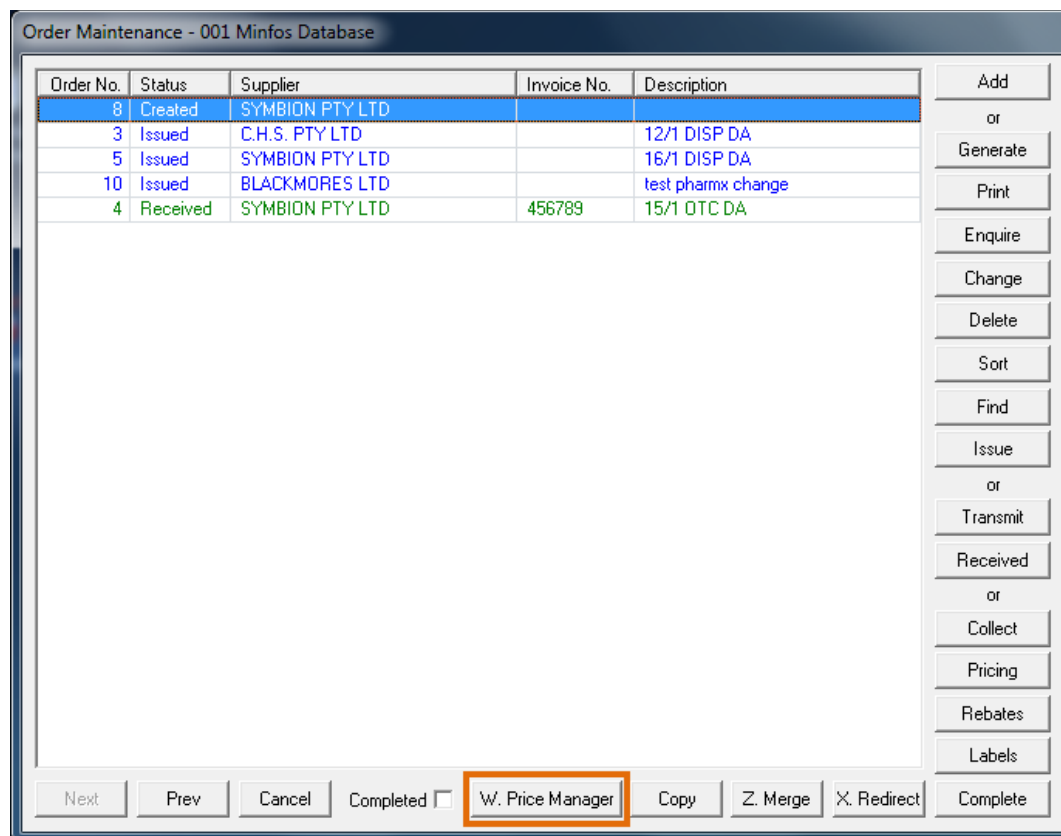 Order Maintenance - 001 Minfos Database
Order No. Status Supplier Invoice No. Description
8 Created SYMBION PTY LTD
3 Issued C.H.S. PTY LTD 12/1 DISP DA
5 Issued SYMBION PTY LTD 16/1 DISP DA
10 Issued BLACKMORES LTD test pharmx change
4 Received SYMBION PTY LTD 456789 15/1 OTC DA
Add
or
Generate
Print
Enquire
Change
Delete
Sort
Find
Issue
or
Transmit
Received
or
Collect
Pricing
Rebates
Labels
Next Prev Cancel Completed W. Price Manager Copy Z. Merge X. Redirect Complete